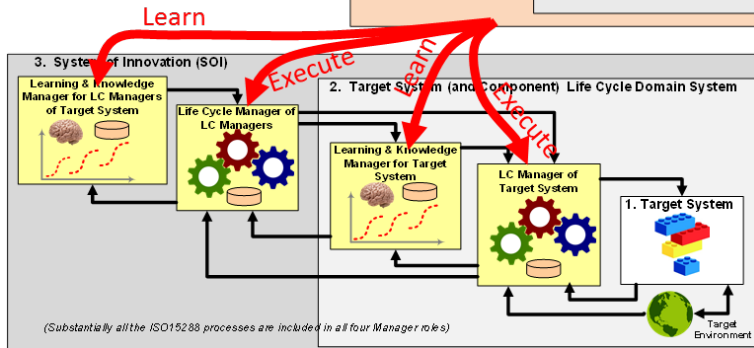 Learn
Execute
Learn
Execute
3. System of Innovation (SOI)
Learning & Knowledge
Manager for LC Managers
of Target System
Life Cycle Manager of
LC Managers
2. Target System (and Component) Life Cycle Domain System
Learning & Knowledge
Manager for Target
System
LC Manager of
Target System
1. Target System
Target
Environment
(Substantially all the ISO15288 processes are included in all four Manager roles)